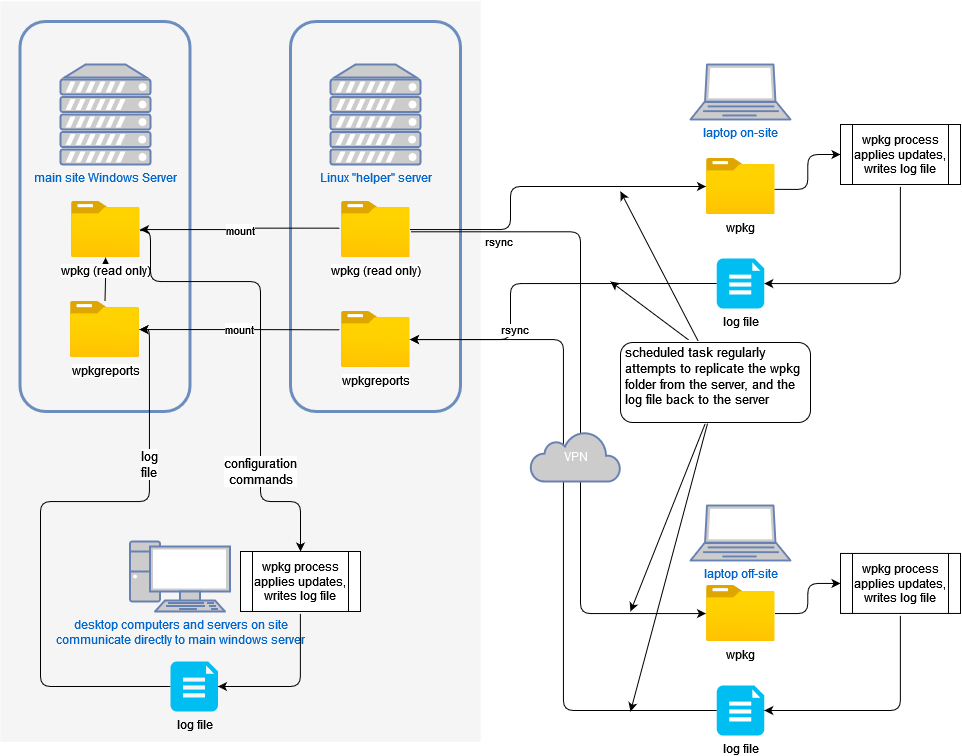 main site Windows Server
wpkg (read only)
wpkgreports
Linux "helper" server
wpkg (read only)
wpkgreports
mount
mount
rsync
rsync
laptop on-site
wpkg
wpkg process
applies updates,
writes log file
log file
scheduled task regularly
attempts to replicate the wpkg
folder from the server, and the
log file back to the server
VPN
log
file
configuration
commands
wpkg process
applies updates,
writes log file
desktop computers and servers on site
communicate directly to main windows server
log file
laptop off-site
wpkg
wpkg process
applies updates,
writes log file
log file